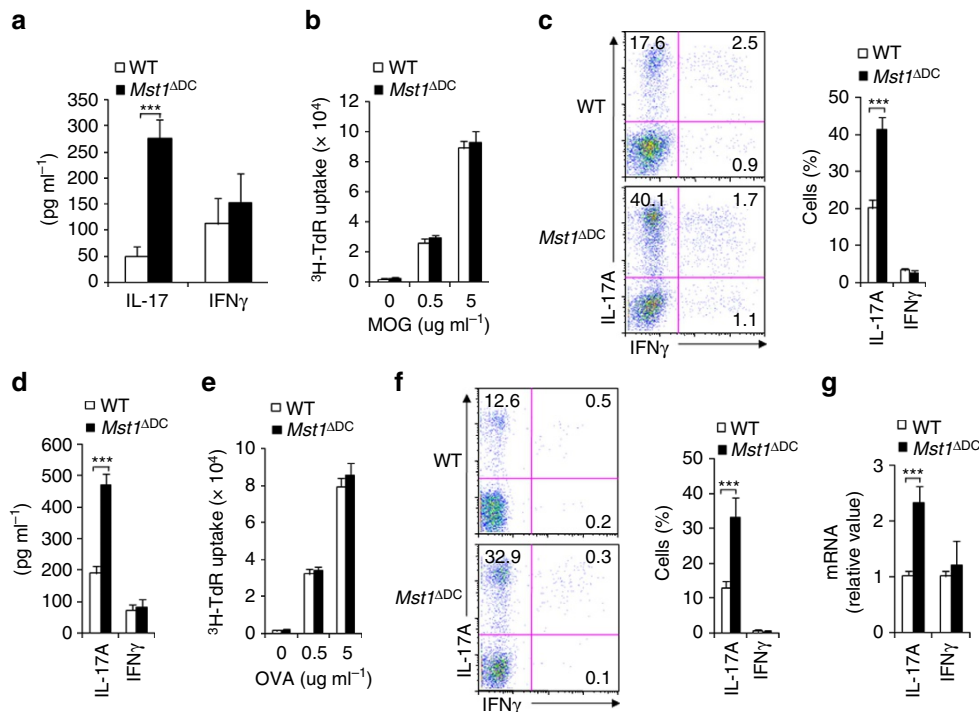 a
WT
Mst1ΔDC
***
350
300
250
200
150
100
50
0
(pg ml⁻¹)
IL-17 IFNγ
b
WT
Mst1ΔDC
12
10
8
6
4
2
0
³H-TdR uptake (× 10⁴)
0 0.5 5
MOG (ug ml⁻¹)
c
17.6 2.5
WT
0.9
40.1 1.7
Mst1ΔDC
1.1
IL-17A
IFNγ
WT
Mst1ΔDC
***
50
40
30
20
10
0
Cells (%)
IL-17A
IFNγ
d
WT
Mst1ΔDC
600
500
400
300
200
100
0
***
(pg ml⁻¹)
IL-17A
IFNγ
e
WT
Mst1ΔDC
10
8
6
4
2
0
³H-TdR uptake (× 10⁴)
0 0.5 5
OVA (ug ml⁻¹)
f
12.6 0.5
WT
0.2
32.9 0.3
Mst1ΔDC
0.1
IL-17A
IFNγ
WT
Mst1ΔDC
50
40
30
20
10
0
***
Cells (%)
IL-17A
IFNγ
g
WT
Mst1ΔDC
3
2
1
0
***
mRNA
(relative value)
IL-17A
IFNγ